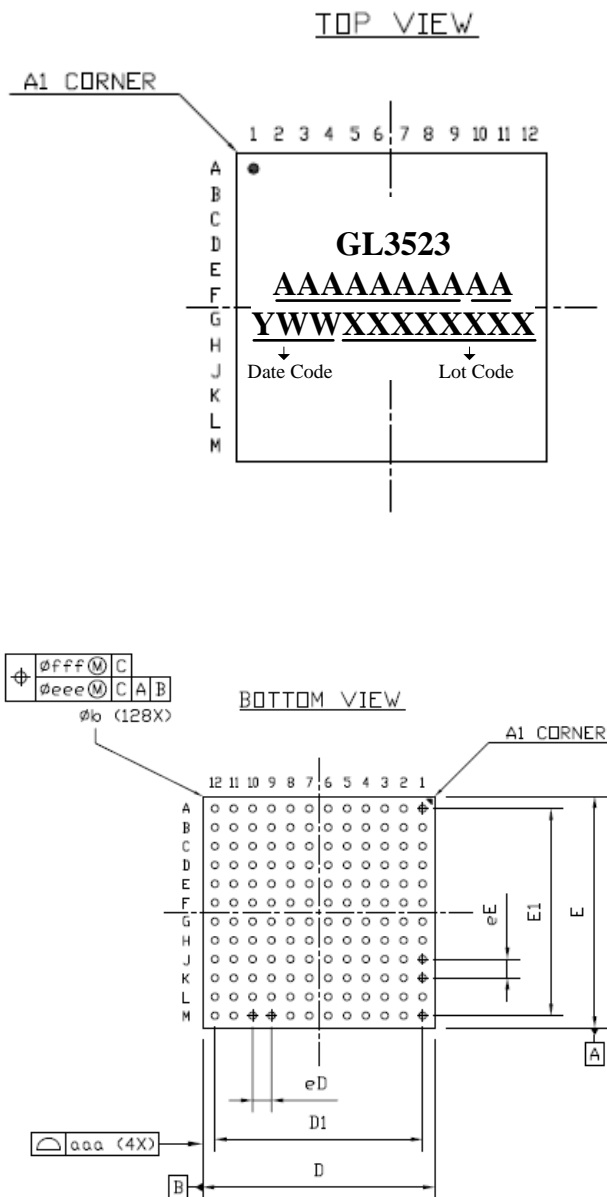 TOP VIEW
A1 CORNER
1 2 3 4 5 6 7 8 9 10 11 12
A
B
C
D
E
F
G
H
J
K
L
M
GL3523
AAAAAAAAAA
YWWXXXXXXXX
Date Code
Lot Code
⌖ øfffⓂ C
øeeeⓂ C A B
øb (128X)
BOTTOM VIEW
A1 CORNER
12 11 10 9 8 7 6 5 4 3 2 1
A
B
C
D
E
F
G
H
J
K
L
M
eE
E1
E
A
eD
D1
aaa (4X)
D
B